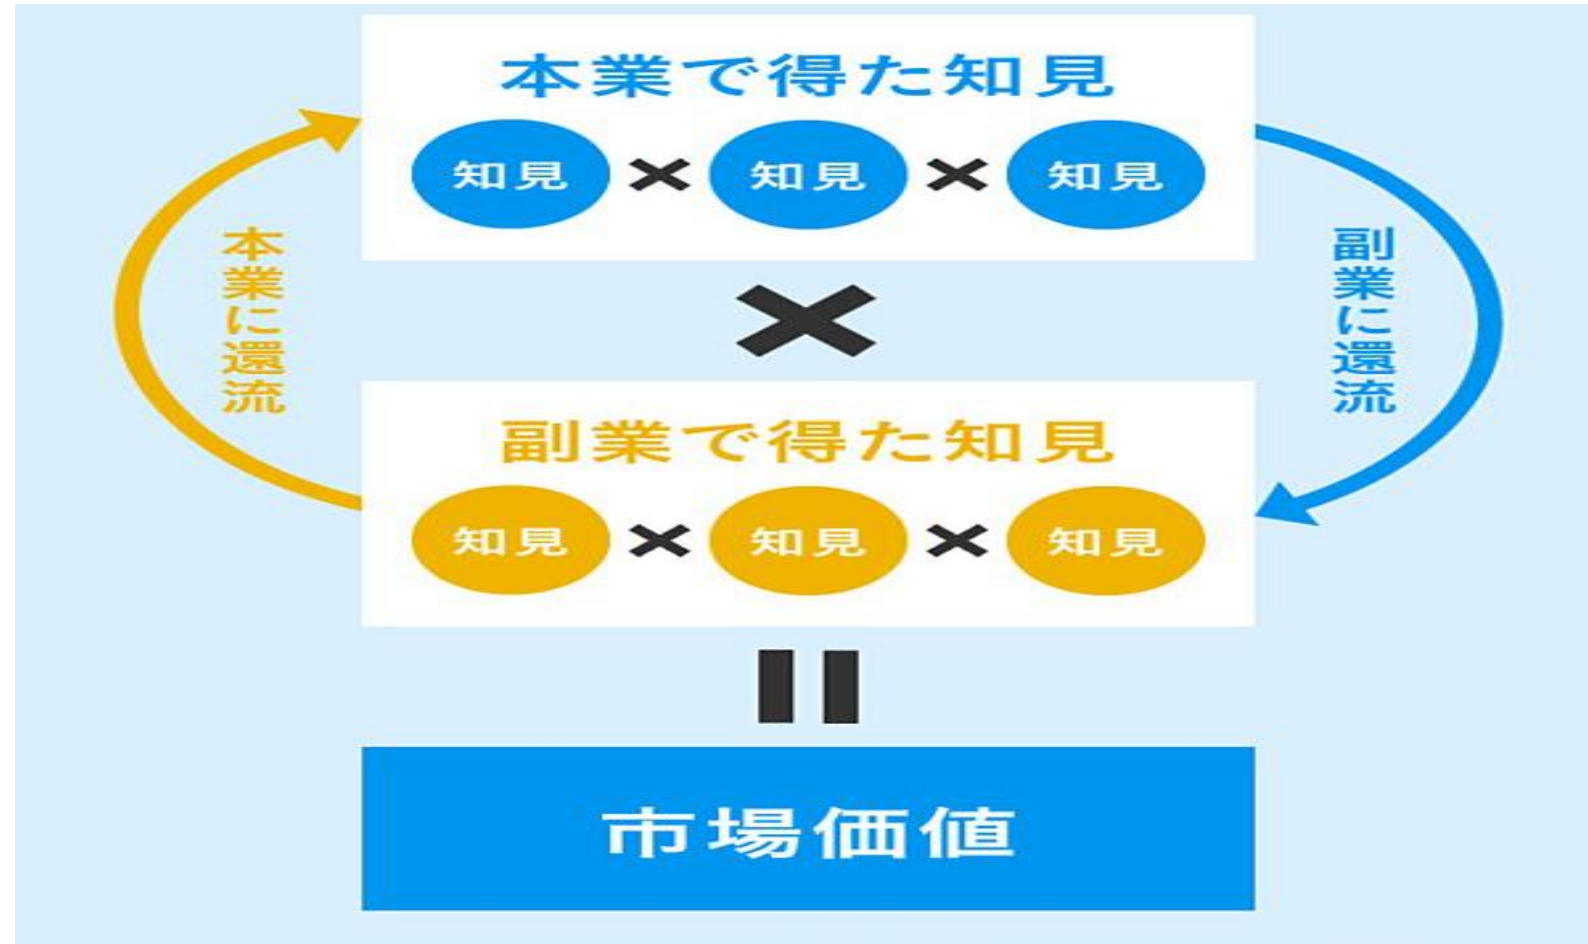 本業で得た知見
知見×知見×知見
本業に還流
副業に還流
×
副業で得た知見
知見×知見×知見
=
市場価値